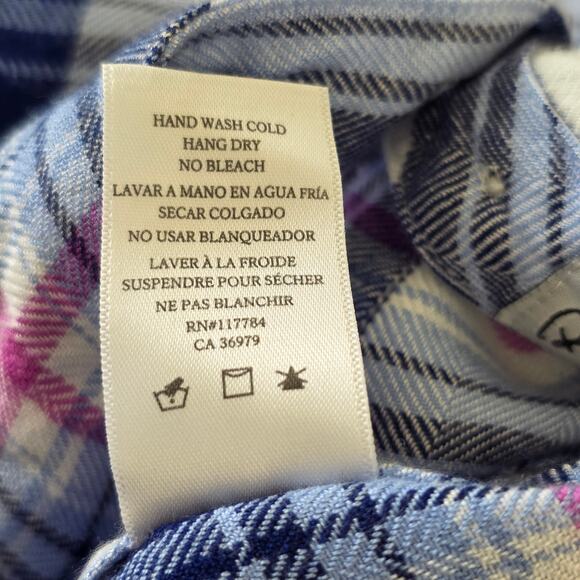 HAND WASH COLD
HANG DRY
NO BLEACH
LAVAR A MANO EN AGUA FRÍA
SECAR COLGADO
NO USAR BLANQUEADOR
LAVER À LA FROIDE
SUSPENDRE POUR SÉCHER
NE PAS BLANCHIR
RN#117784
CA 36979